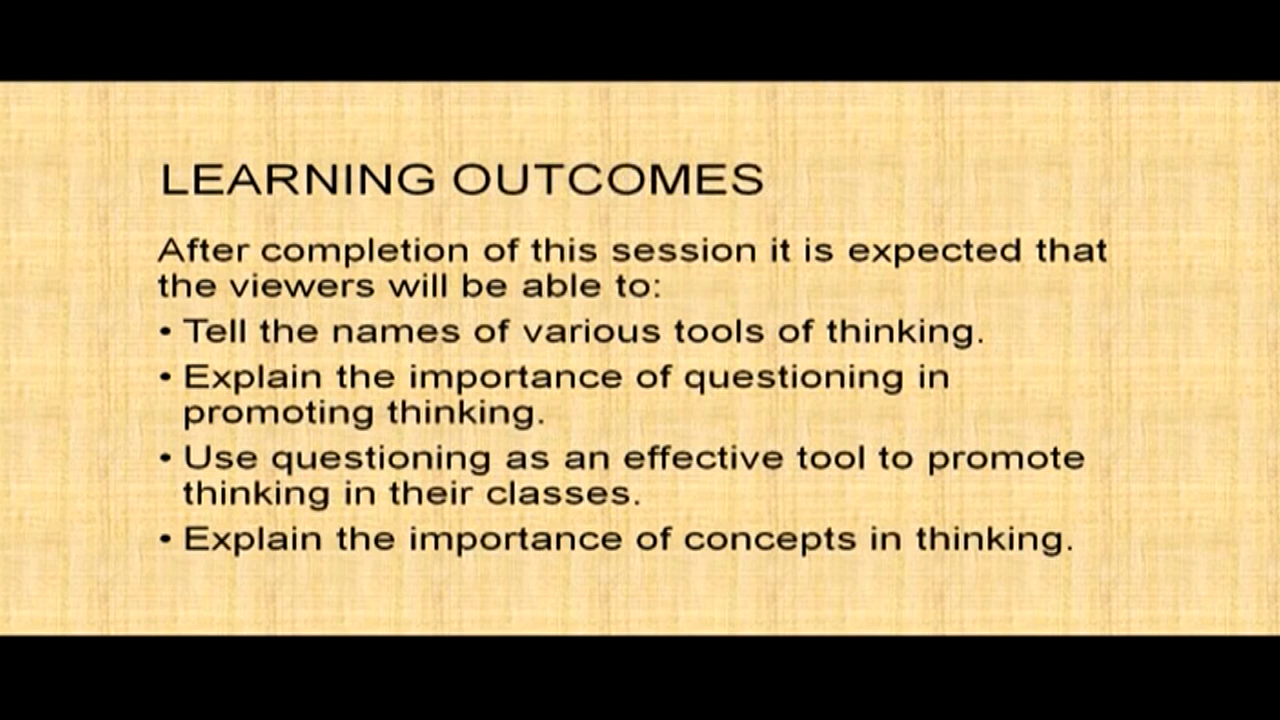 LEARNING OUTCOMES
After completion of this session it is expected that
the viewers will be able to:
• Tell the names of various tools of thinking.
• Explain the importance of questioning in
promoting thinking.
• Use questioning as an effective tool to promote
thinking in their classes.
• Explain the importance of concepts in thinking.